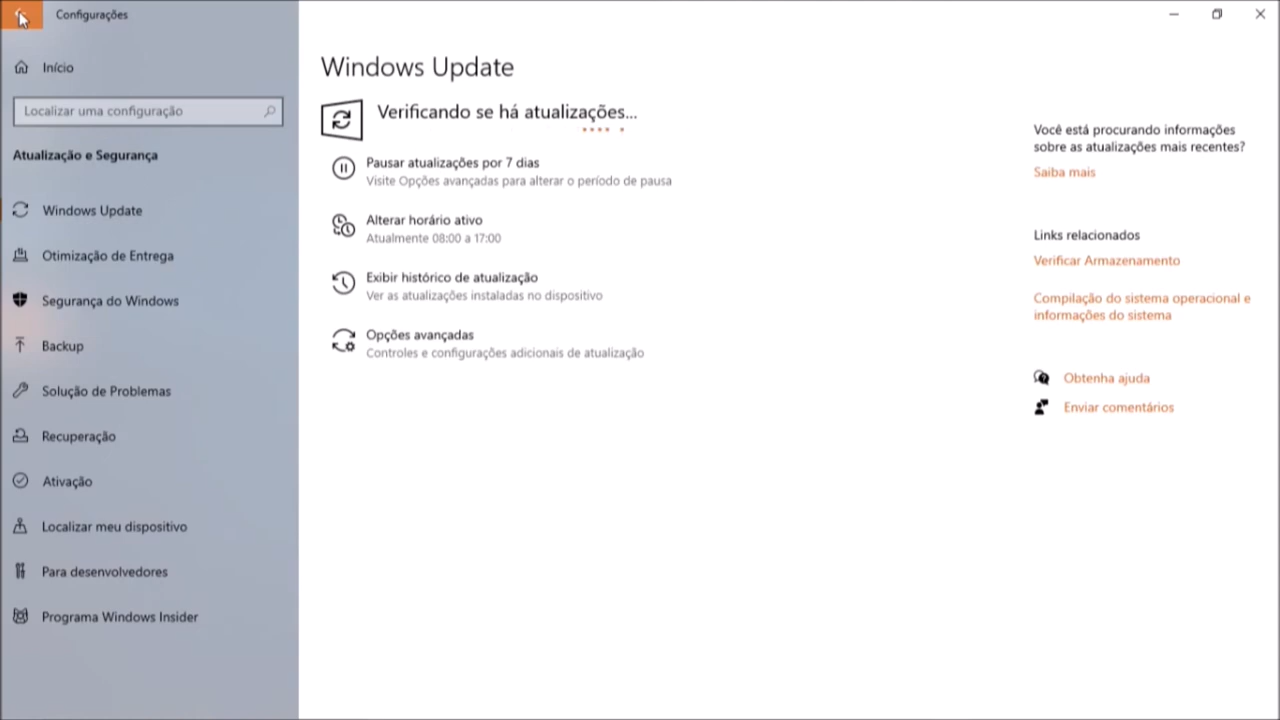 Configurações
Início
Localizar uma configuração
Atualização e Segurança
Windows Update
Otimização de Entrega
Segurança do Windows
Backup
Solução de Problemas
Recuperação
Ativação
Localizar meu dispositivo
Para desenvolvedores
Programa Windows Insider
Windows Update
Verificando se há atualizações...
Pausar atualizações por 7 dias
Visite Opções avançadas para alterar o período de pausa
Alterar horário ativo
Atualmente 08:00 a 17:00
Exibir histórico de atualização
Ver as atualizações instaladas no dispositivo
Opções avançadas
Controles e configurações adicionais de atualização
Você está procurando informações
sobre as atualizações mais recentes?
Saiba mais
Links relacionados
Verificar Armazenamento
Compilação do sistema operacional e
informações do sistema
Obtenha ajuda
Enviar comentários